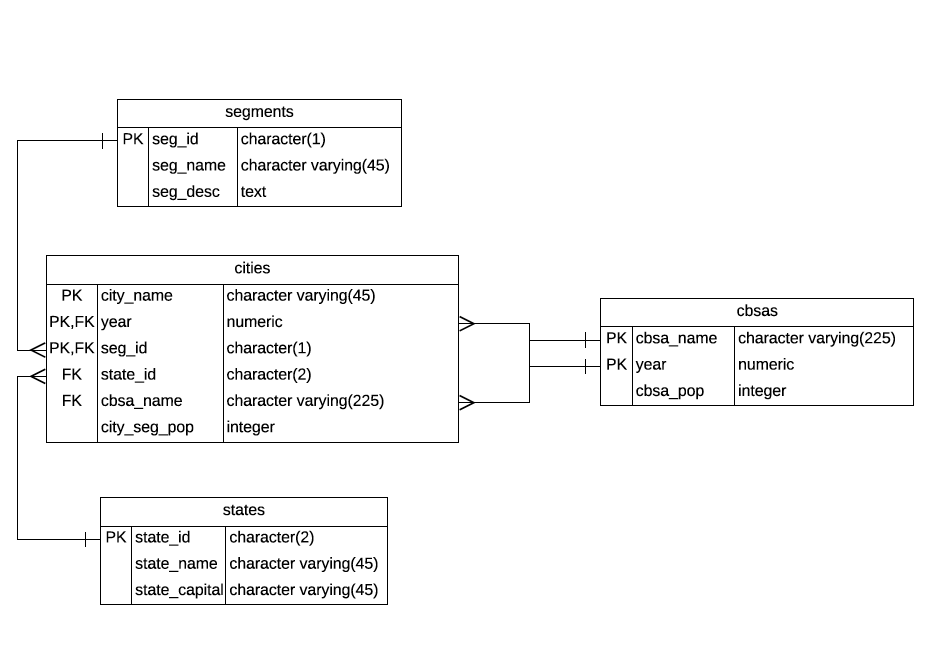 segments
PK seg_id character(1)
seg_name character varying(45)
seg_desc text
cities
PK city_name character varying(45)
PK,FK year numeric
PK,FK seg_id character(1)
FK state_id character(2)
FK cbsa_name character varying(225)
city_seg_pop integer
cbsas
PK cbsa_name character varying(225)
PK year numeric
cbsa_pop integer
states
PK state_id character(2)
state_name character varying(45)
state_capital character varying(45)